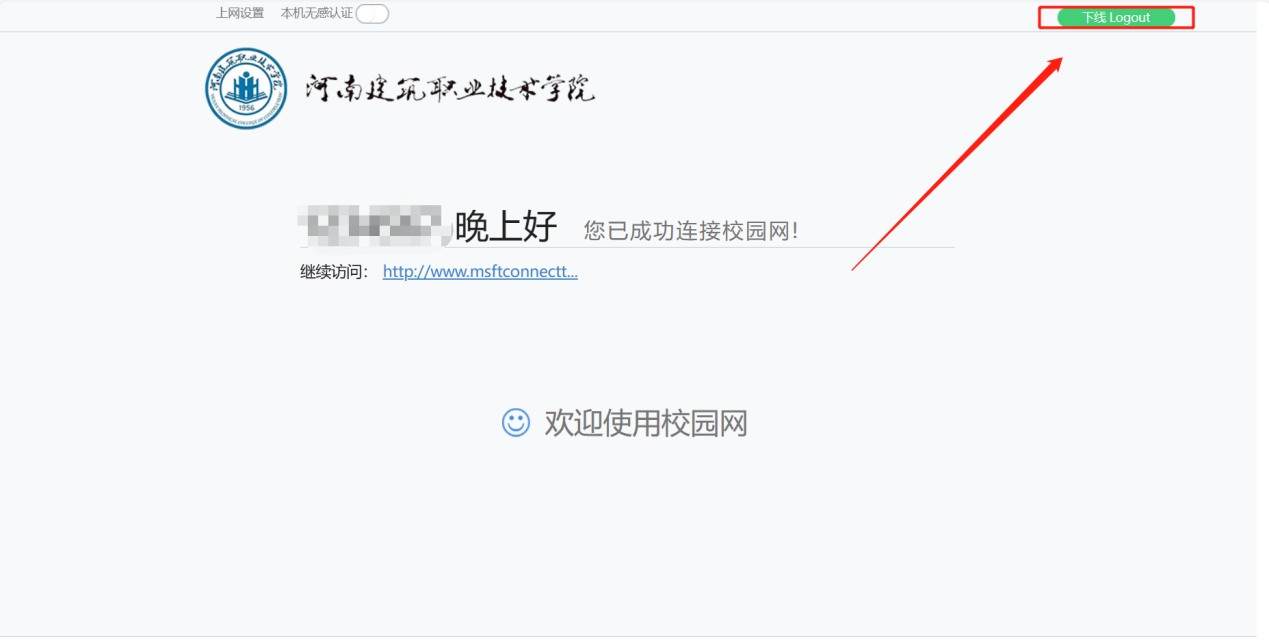 上网设置 本机无感认证
下线 Logout
河南建筑职业技术学院
1956
晚上好 您已成功连接校园网!
继续访问: http://www.msftconnectt...
欢迎使用校园网